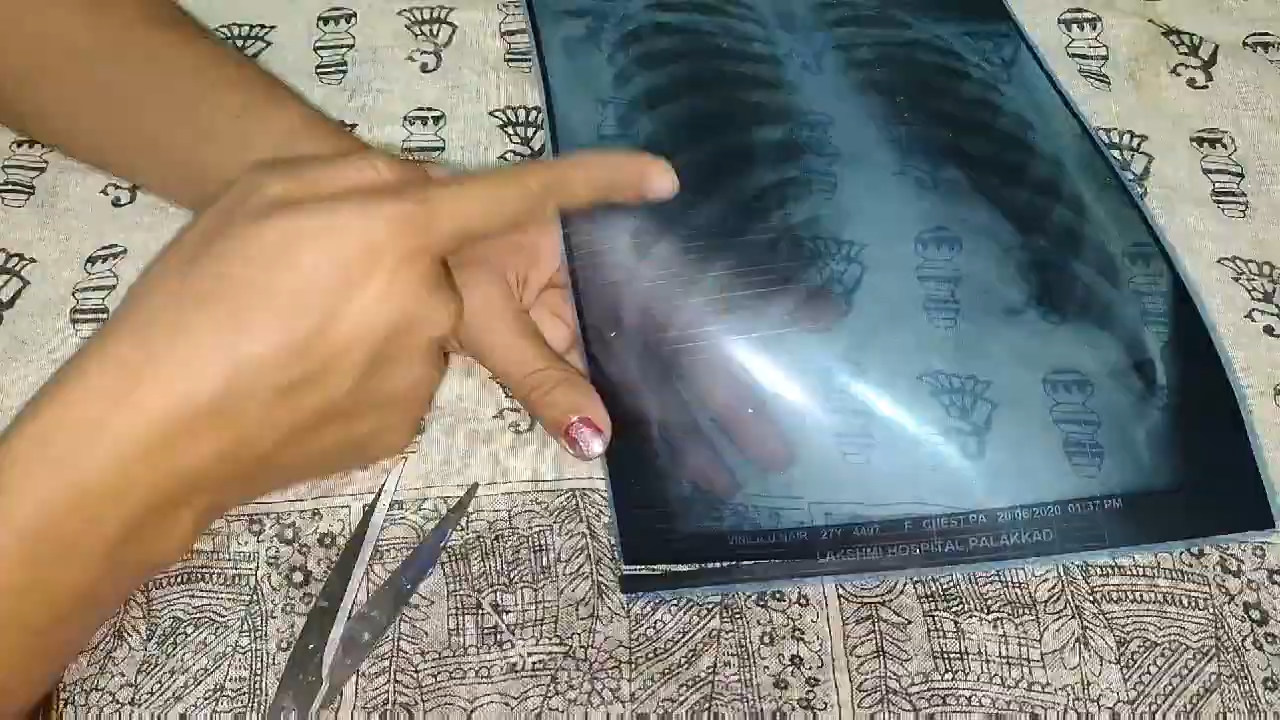 NAIR 27Y 4497 F CHEST PA 20/06/2020 01:37 PM
LAKSHMI HOSPITAL,PALAKKAD